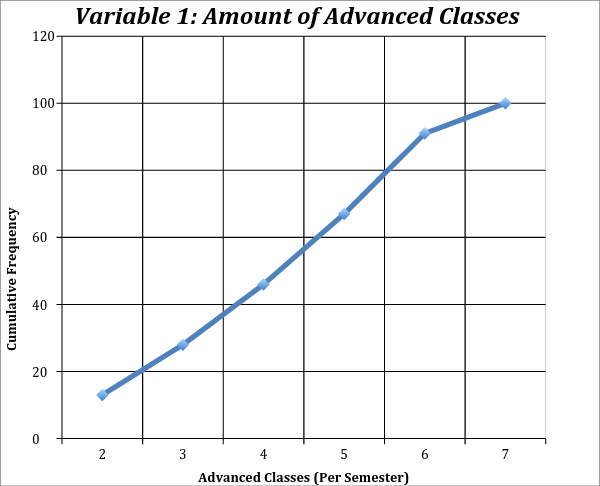 Variable 1: Amount of Advanced Classes
120
100
80
60
40
20
0
Cumulative Frequency
2 3 4 5 6 7
Advanced Classes (Per Semester)